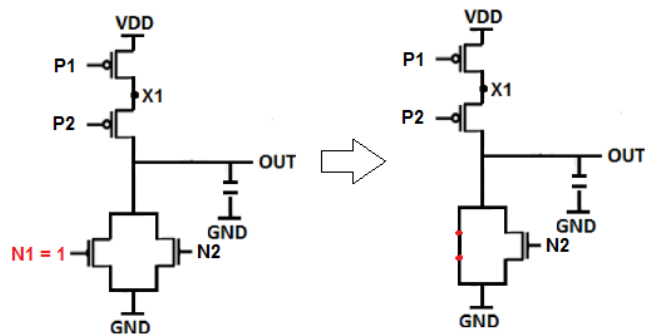 VDD
P1
X1
P2
OUT
GND
N1 = 1
N2
GND
VDD
P1
X1
P2
OUT
GND
N2
GND